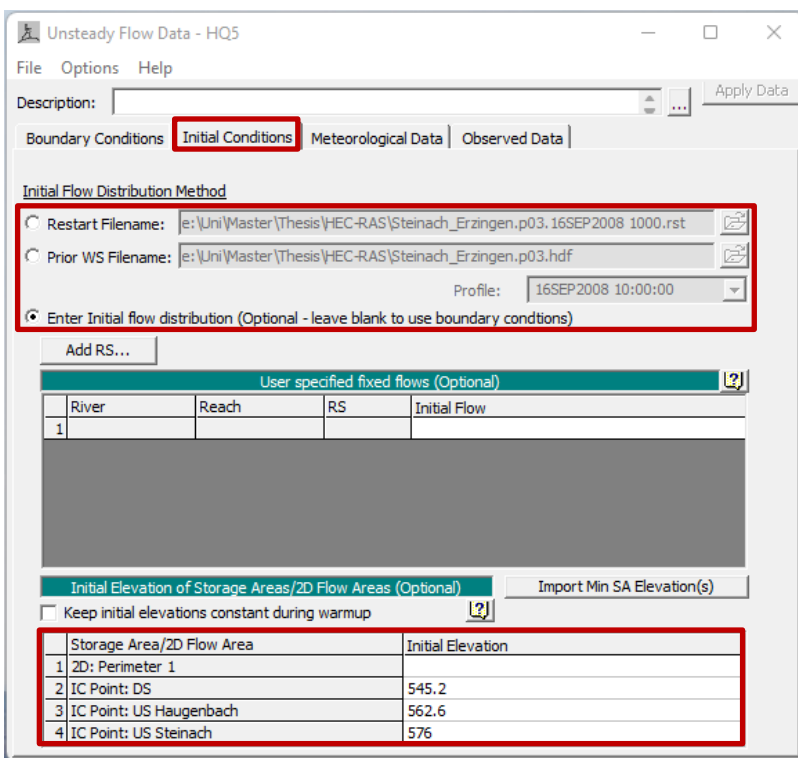 Unsteady Flow Data - HQ5
File Options Help
Description: ... Apply Data
Boundary Conditions Initial Conditions Meteorological Data Observed Data
Initial Flow Distribution Method
Restart Filename: e:\Uni\Master\Thesis\HEC-RAS\Steinach_Erzingen.p03.16SEP2008 1000.rst
Prior WS Filename: e:\Uni\Master\Thesis\HEC-RAS\Steinach_Erzingen.p03.hdf
Profile: 16SEP2008 10:00:00
Enter Initial flow distribution (Optional - leave blank to use boundary condtions)
Add RS...
User specified fixed flows (Optional) ?
River Reach RS Initial Flow
1
Initial Elevation of Storage Areas/2D Flow Areas (Optional) Import Min SA Elevation(s)
Keep initial elevations constant during warmup ?
Storage Area/2D Flow Area Initial Elevation
1 2D: Perimeter 1
2 IC Point: DS 545.2
3 IC Point: US Haugenbach 562.6
4 IC Point: US Steinach 576